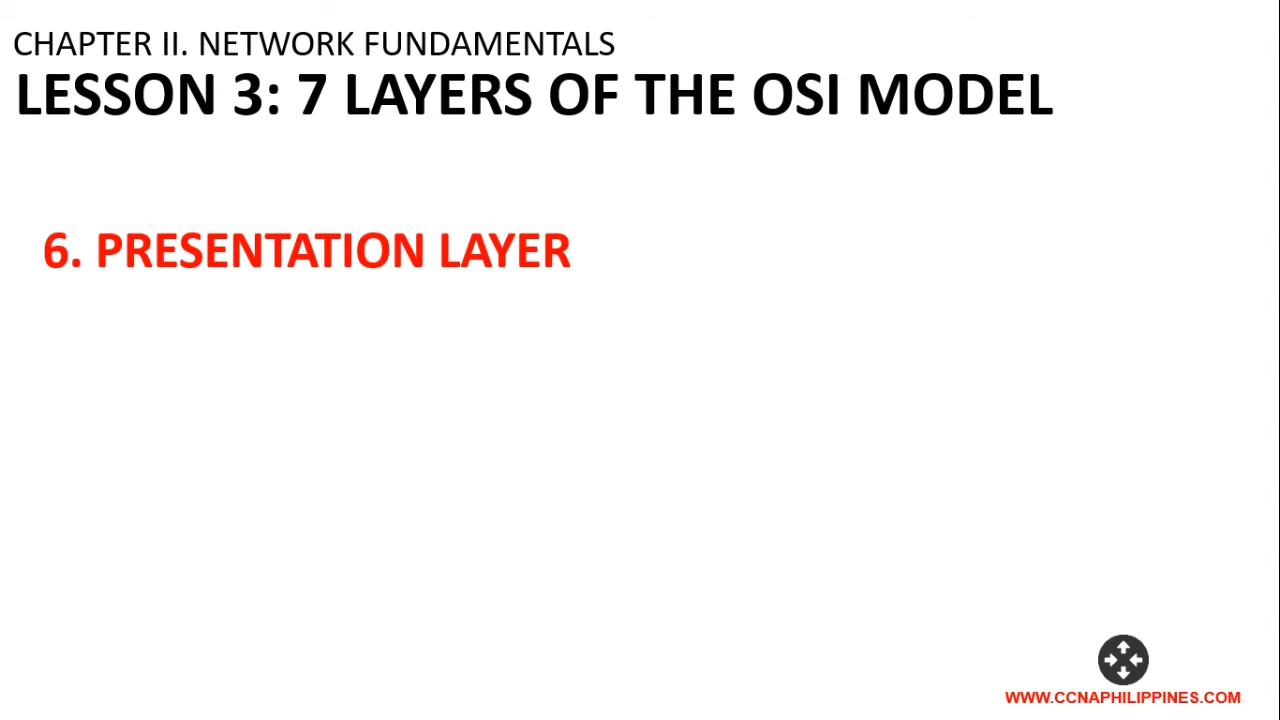 CHAPTER II. NETWORK FUNDAMENTALS
LESSON 3: 7 LAYERS OF THE OSI MODEL
6. PRESENTATION LAYER
WWW.CCNAPHILIPPINES.COM